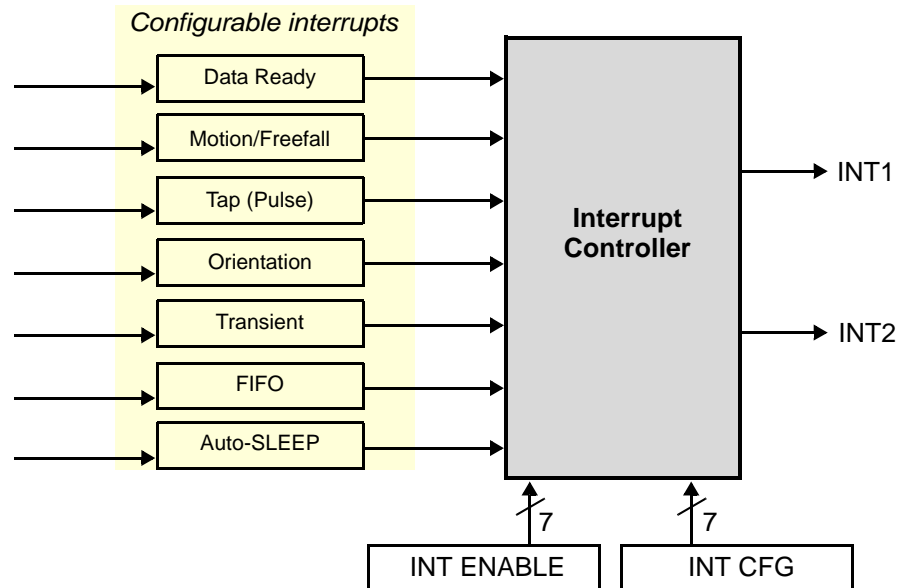 Configurable interrupts
Data Ready
Motion/Freefall
Tap (Pulse)
Orientation
Transient
FIFO
Auto-SLEEP
Interrupt
Controller
INT1
INT2
7
7
INT ENABLE
INT CFG